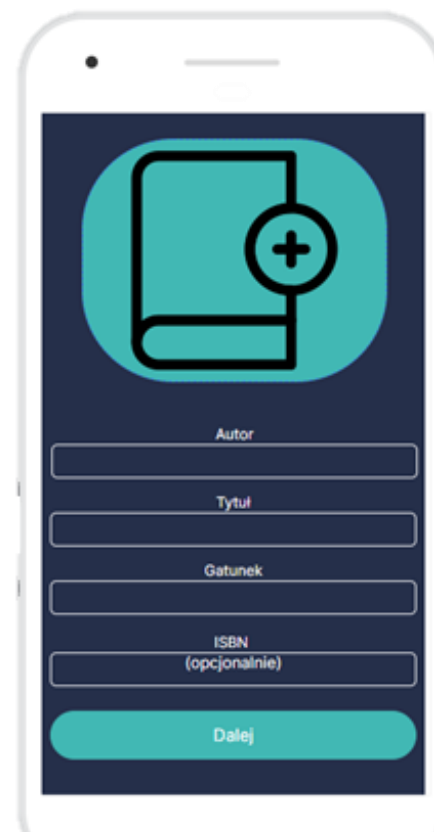 Autor
Tytuł
Gatunek
ISBN
(opcjonalnie)
Dalej